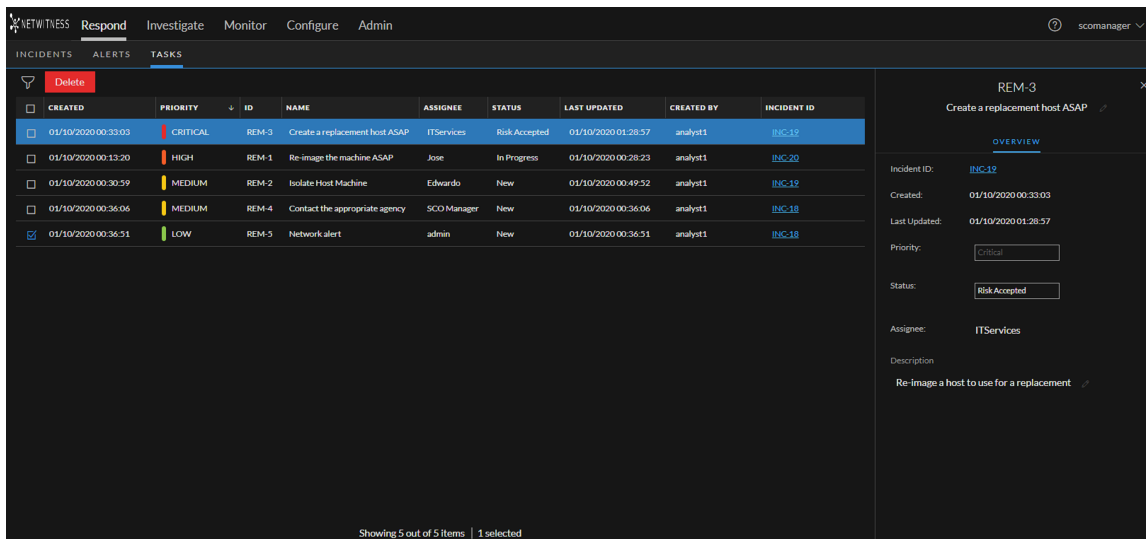 NETWITNESS Respond Investigate Monitor Configure Admin scomanager
INCIDENTS ALERTS TASKS
Delete
CREATED PRIORITY ID NAME ASSIGNEE STATUS LAST UPDATED CREATED BY INCIDENT ID
01/10/2020 00:33:03 CRITICAL REM-3 Create a replacement host ASAP ITServices Risk Accepted 01/10/2020 01:28:57 analyst1 INC-19
01/10/2020 00:13:20 HIGH REM-1 Re-image the machine ASAP Jose In Progress 01/10/2020 00:28:23 analyst1 INC-20
01/10/2020 00:30:59 MEDIUM REM-2 Isolate Host Machine Edwardo New 01/10/2020 00:49:52 analyst1 INC-19
01/10/2020 00:36:06 MEDIUM REM-4 Contact the appropriate agency SCO Manager New 01/10/2020 00:36:06 analyst1 INC-18
01/10/2020 00:36:51 LOW REM-5 Network alert admin New 01/10/2020 00:36:51 analyst1 INC-18
Showing 5 out of 5 items | 1 selected
REM-3
Create a replacement host ASAP
OVERVIEW
Incident ID: INC-19
Created: 01/10/2020 00:33:03
Last Updated: 01/10/2020 01:28:57
Priority: Critical
Status: Risk Accepted
Assignee: ITServices
Description
Re-image a host to use for a replacement